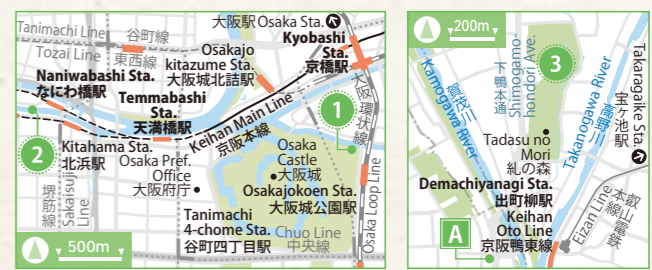 大阪駅Osaka Sta.
Tanimachi Line
谷町線
Tozai Line
東西線
Kyobashi
Sta.
京橋駅
Osakajo
kitazume Sta.
大阪城北詰駅
Naniwabashi Sta.
なにわ橋駅
Temmabashi
Sta.
天満橋駅
Keihan Main Line
京阪本線
1
大阪環状線
2
Kitahama Sta.
北浜駅
Osaka Pref.
Office
大阪府庁
Osaka
Castle
大阪城
Osakajokoen Sta.
大阪城公園駅
堺筋線
Sakaisuji Line
Tanimachi
4-chome Sta.
谷町四丁目駅
Chuo Line
中央線
Osaka Loop Line
500m
200m
Kamogawa River
賀茂川
下鴨本通
Shimogamo-
hondori Ave.
3
Takanogawa River
高野川
Takaragaike Sta.
宝ヶ池駅
Tadasu no
Mori
糺の森
Demachiyanagi Sta.
出町柳駅
Keihan
Oto Line
京阪鴨東線
A
Eizan Line
叡山電鉄
本線